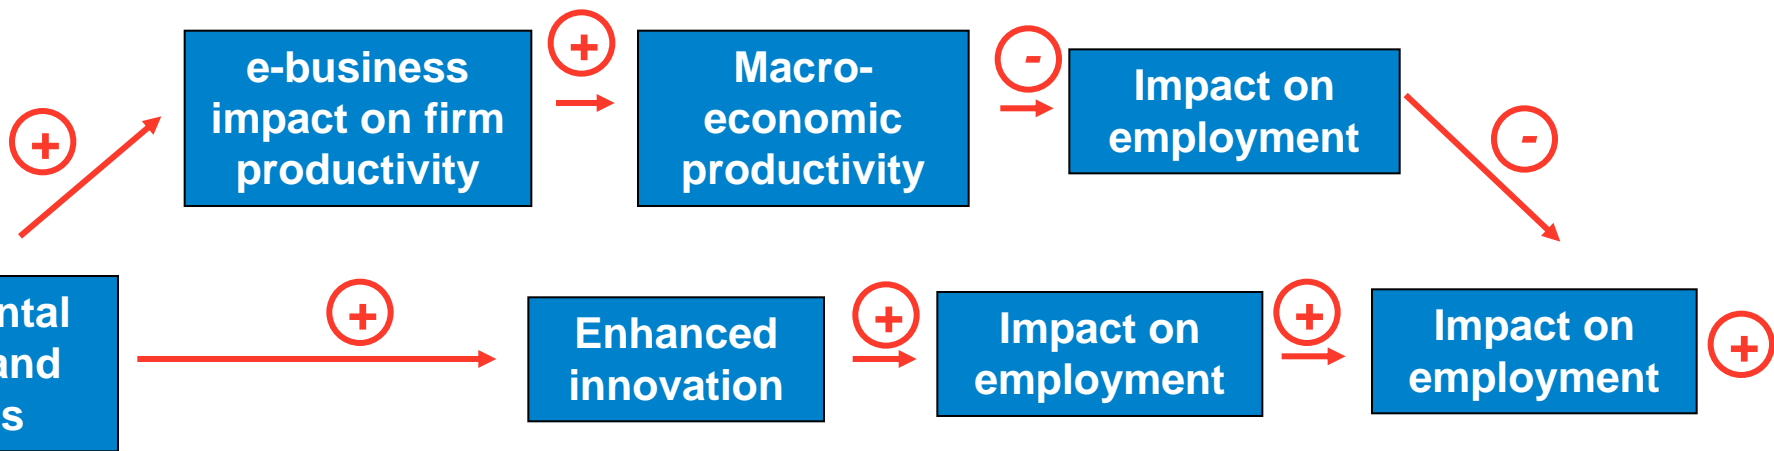 +
e-business
impact on firm
productivity
+
Macro-
economic
productivity
-
Impact on
employment
-
ntal
and
s
+
Enhanced
innovation
+
Impact on
employment
+
Impact on
employment
+